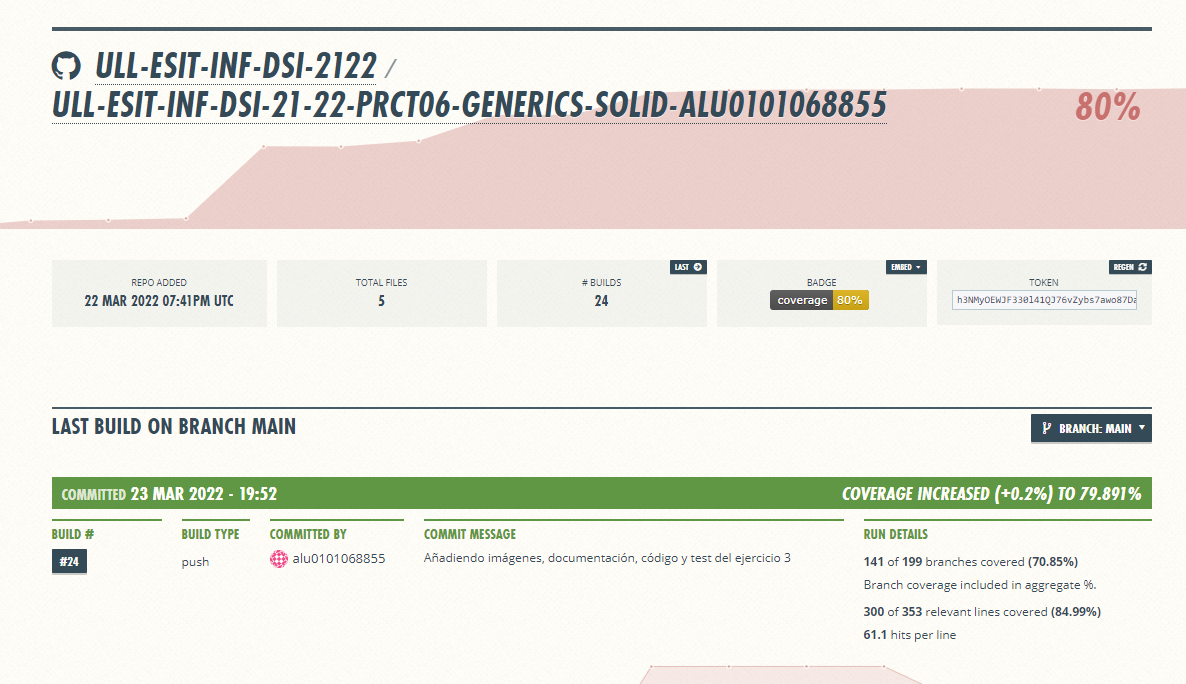 ULL-ESIT-INF-DSI-2122 /
ULL-ESIT-INF-DSI-21-22-PRCT06-GENERICS-SOLID-ALU0101068855
80%
REPO ADDED
22 MAR 2022 07:41PM UTC
TOTAL FILES
5
LAST
# BUILDS
24
EMBED
BADGE
coverage 80%
REGEN
TOKEN
LAST BUILD ON BRANCH MAIN
BRANCH: MAIN
COMMITTED 23 MAR 2022 - 19:52
COVERAGE INCREASED (+0.2%) TO 79.891%
BUILD #
#24
BUILD TYPE
push
COMMITTED BY
alu0101068855
COMMIT MESSAGE
Añadiendo imágenes, documentación, código y test del ejercicio 3
RUN DETAILS
141 of 199 branches covered (70.85%)
Branch coverage included in aggregate %.
300 of 353 relevant lines covered (84.99%)
61.1 hits per line